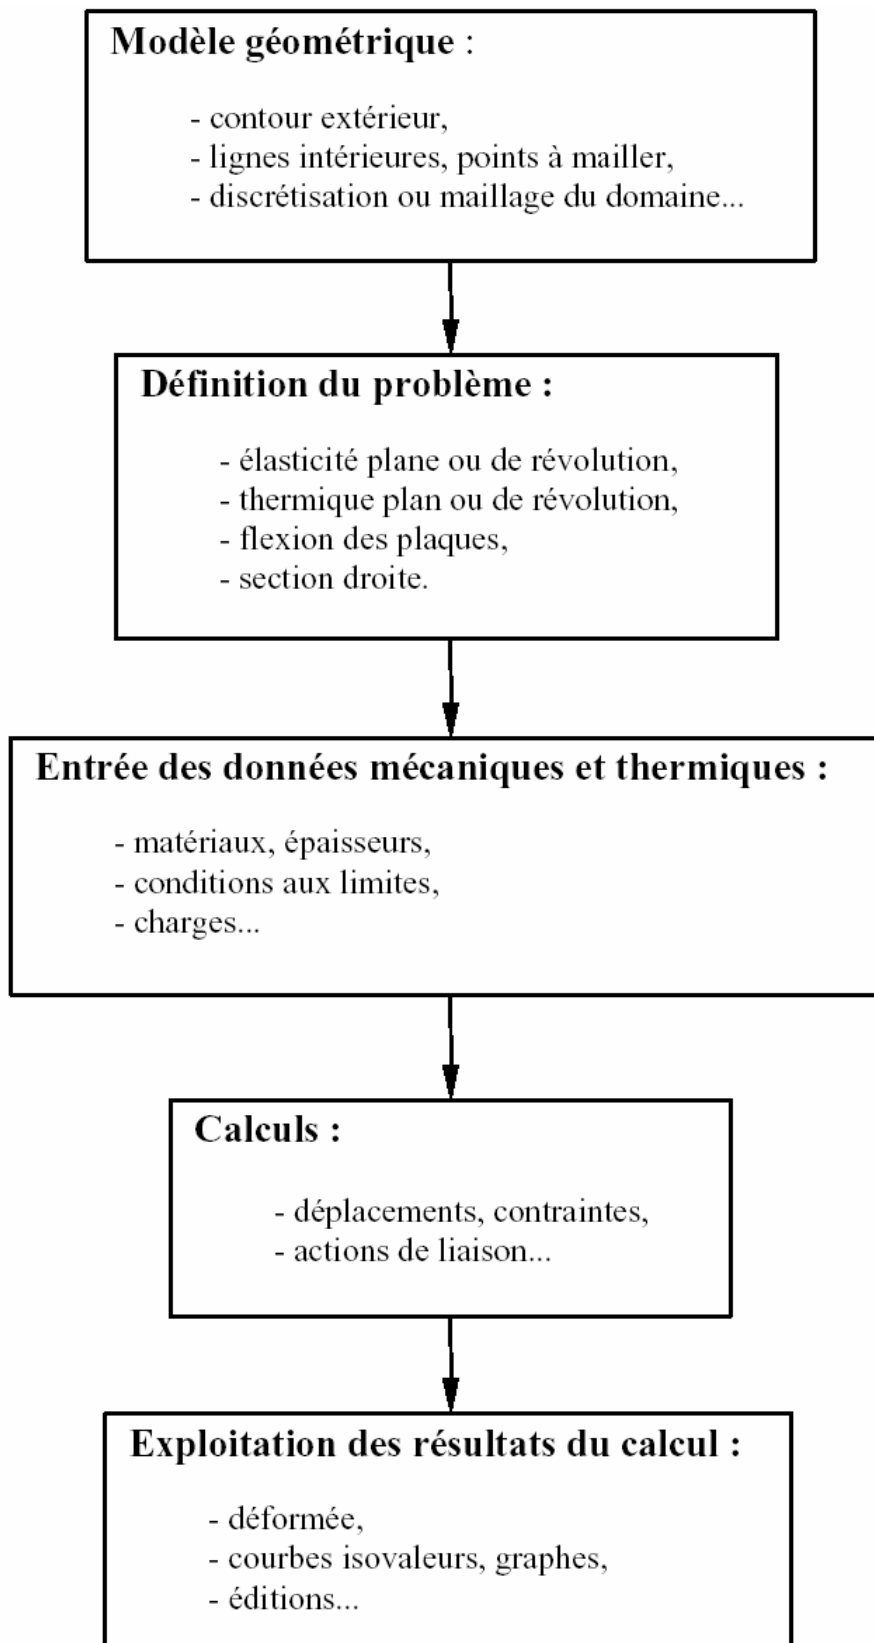 Modèle géométrique :
- contour extérieur,
- lignes intérieures, points à mailler,
- discrétisation ou maillage du domaine...
Définition du problème :
- élasticité plane ou de révolution,
- thermique plan ou de révolution,
- flexion des plaques,
- section droite.
Entrée des données mécaniques et thermiques :
- matériaux, épaisseurs,
- conditions aux limites,
- charges...
Calculs :
- déplacements, contraintes,
- actions de liaison...
Exploitation des résultats du calcul :
- déformée,
- courbes isovaleurs, graphes,
- éditions...